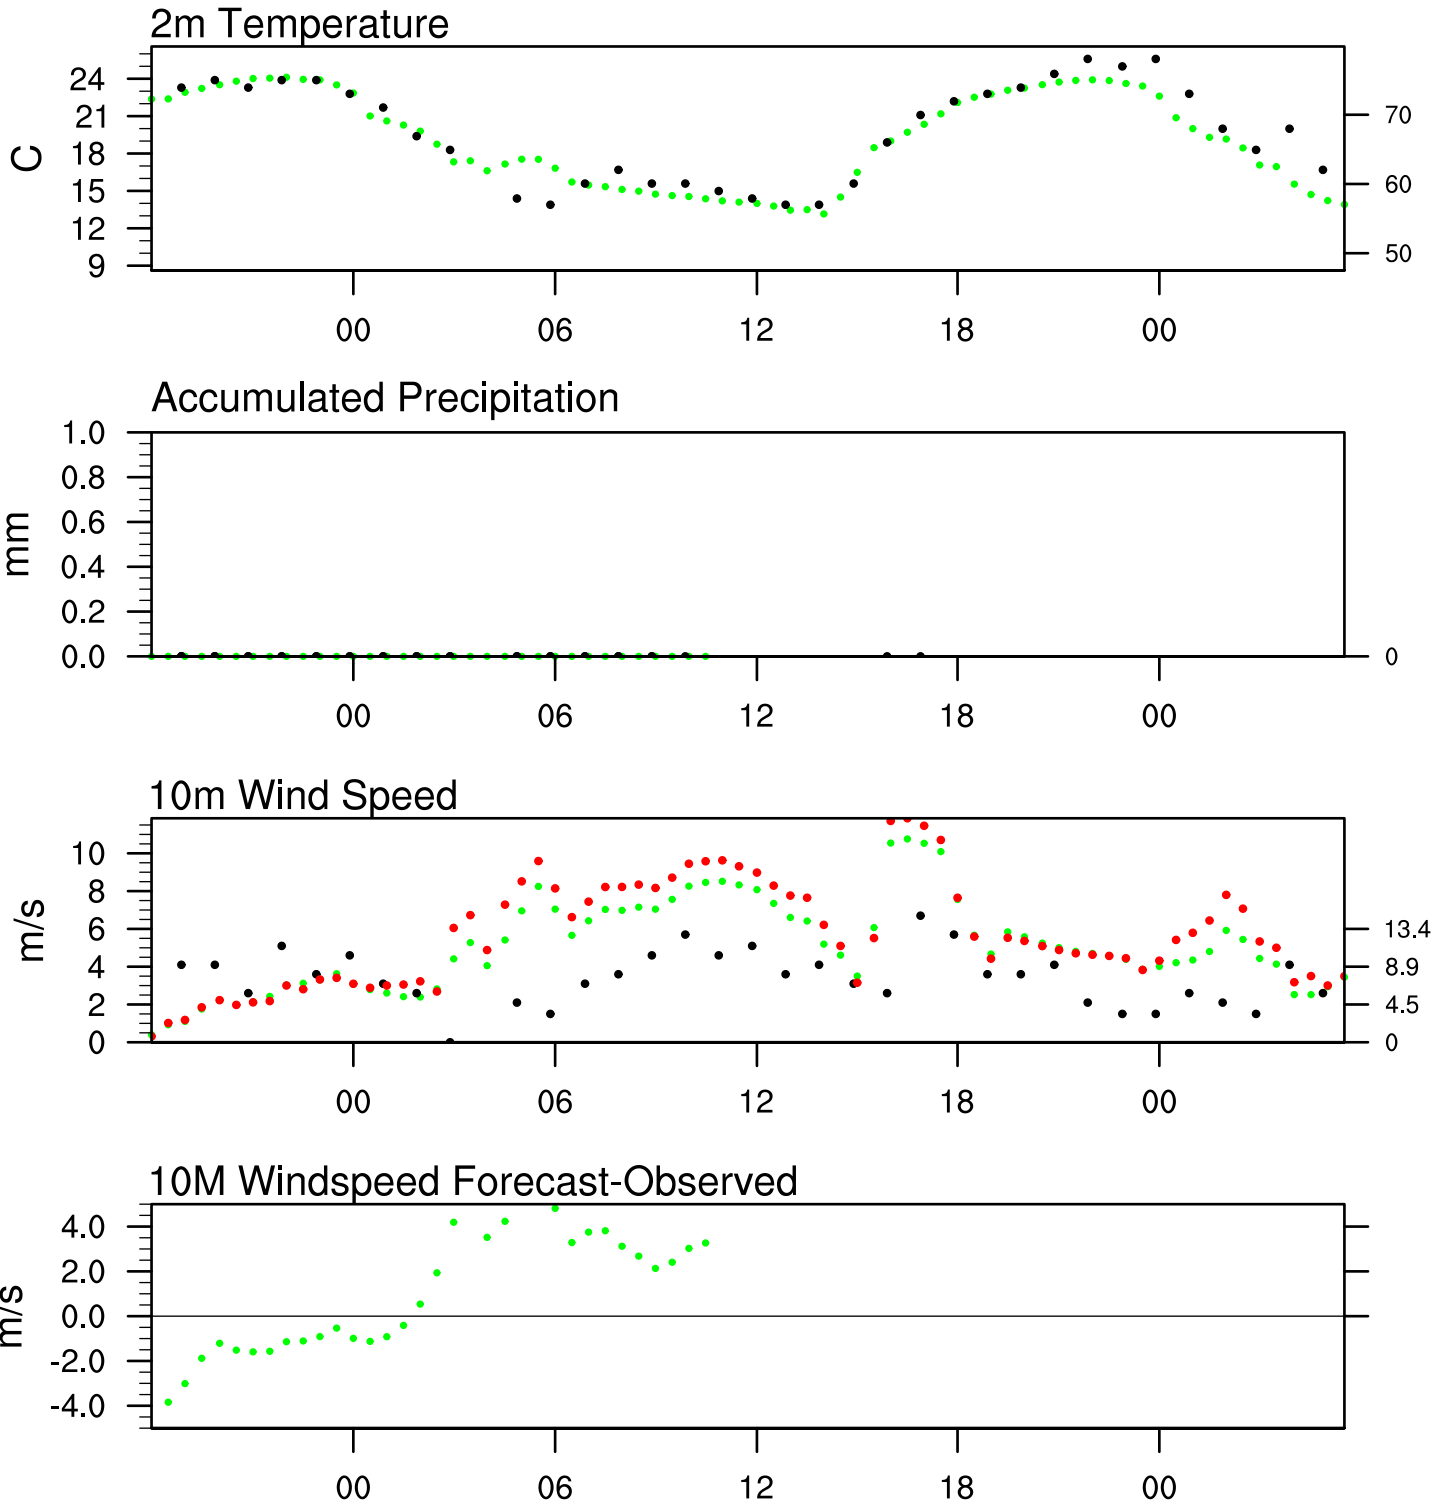 2m Temperature
24
21
18
15
12
9
C
70
60
50
00 06 12 18 00
Accumulated Precipitation
1.0
0.8
0.6
0.4
0.2
0.0
mm
0
00 06 12 18 00
10m Wind Speed
10
8
6
4
2
0
m/s
13.4
8.9
4.5
0
00 06 12 18 00
10M Windspeed Forecast-Observed
4.0
2.0
0.0
-2.0
-4.0
m/s
00 06 12 18 00